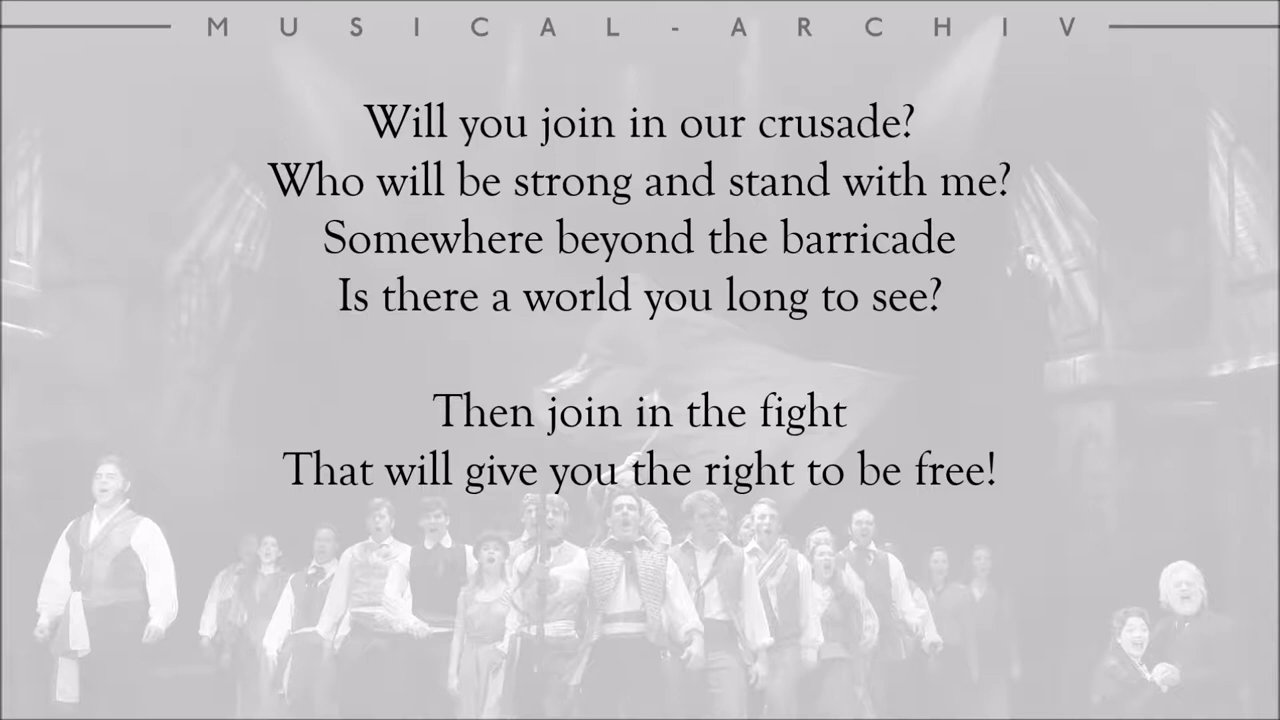 MUSICAL-ARCHIV
Will you join in our crusade?
Who will be strong and stand with me?
Somewhere beyond the barricade
Is there a world you long to see?
Then join in the fight
That will give you the right to be free!